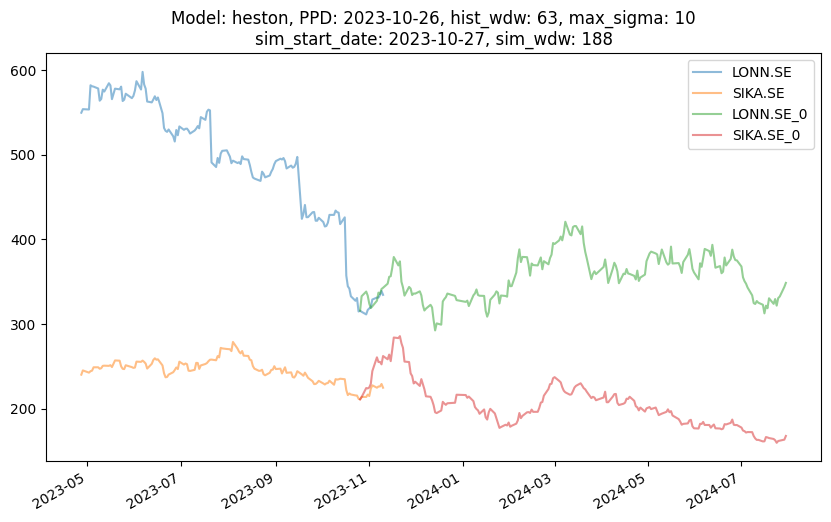 Model: heston, PPD: 2023-10-26, hist_wdw: 63, max_sigma: 10
sim_start_date: 2023-10-27, sim_wdw: 188
LONN.SE
SIKA.SE
LONN.SE_0
SIKA.SE_0
600
500
400
300
200
2023-05
2023-07
2023-09
2023-11
2024-01
2024-03
2024-05
2024-07